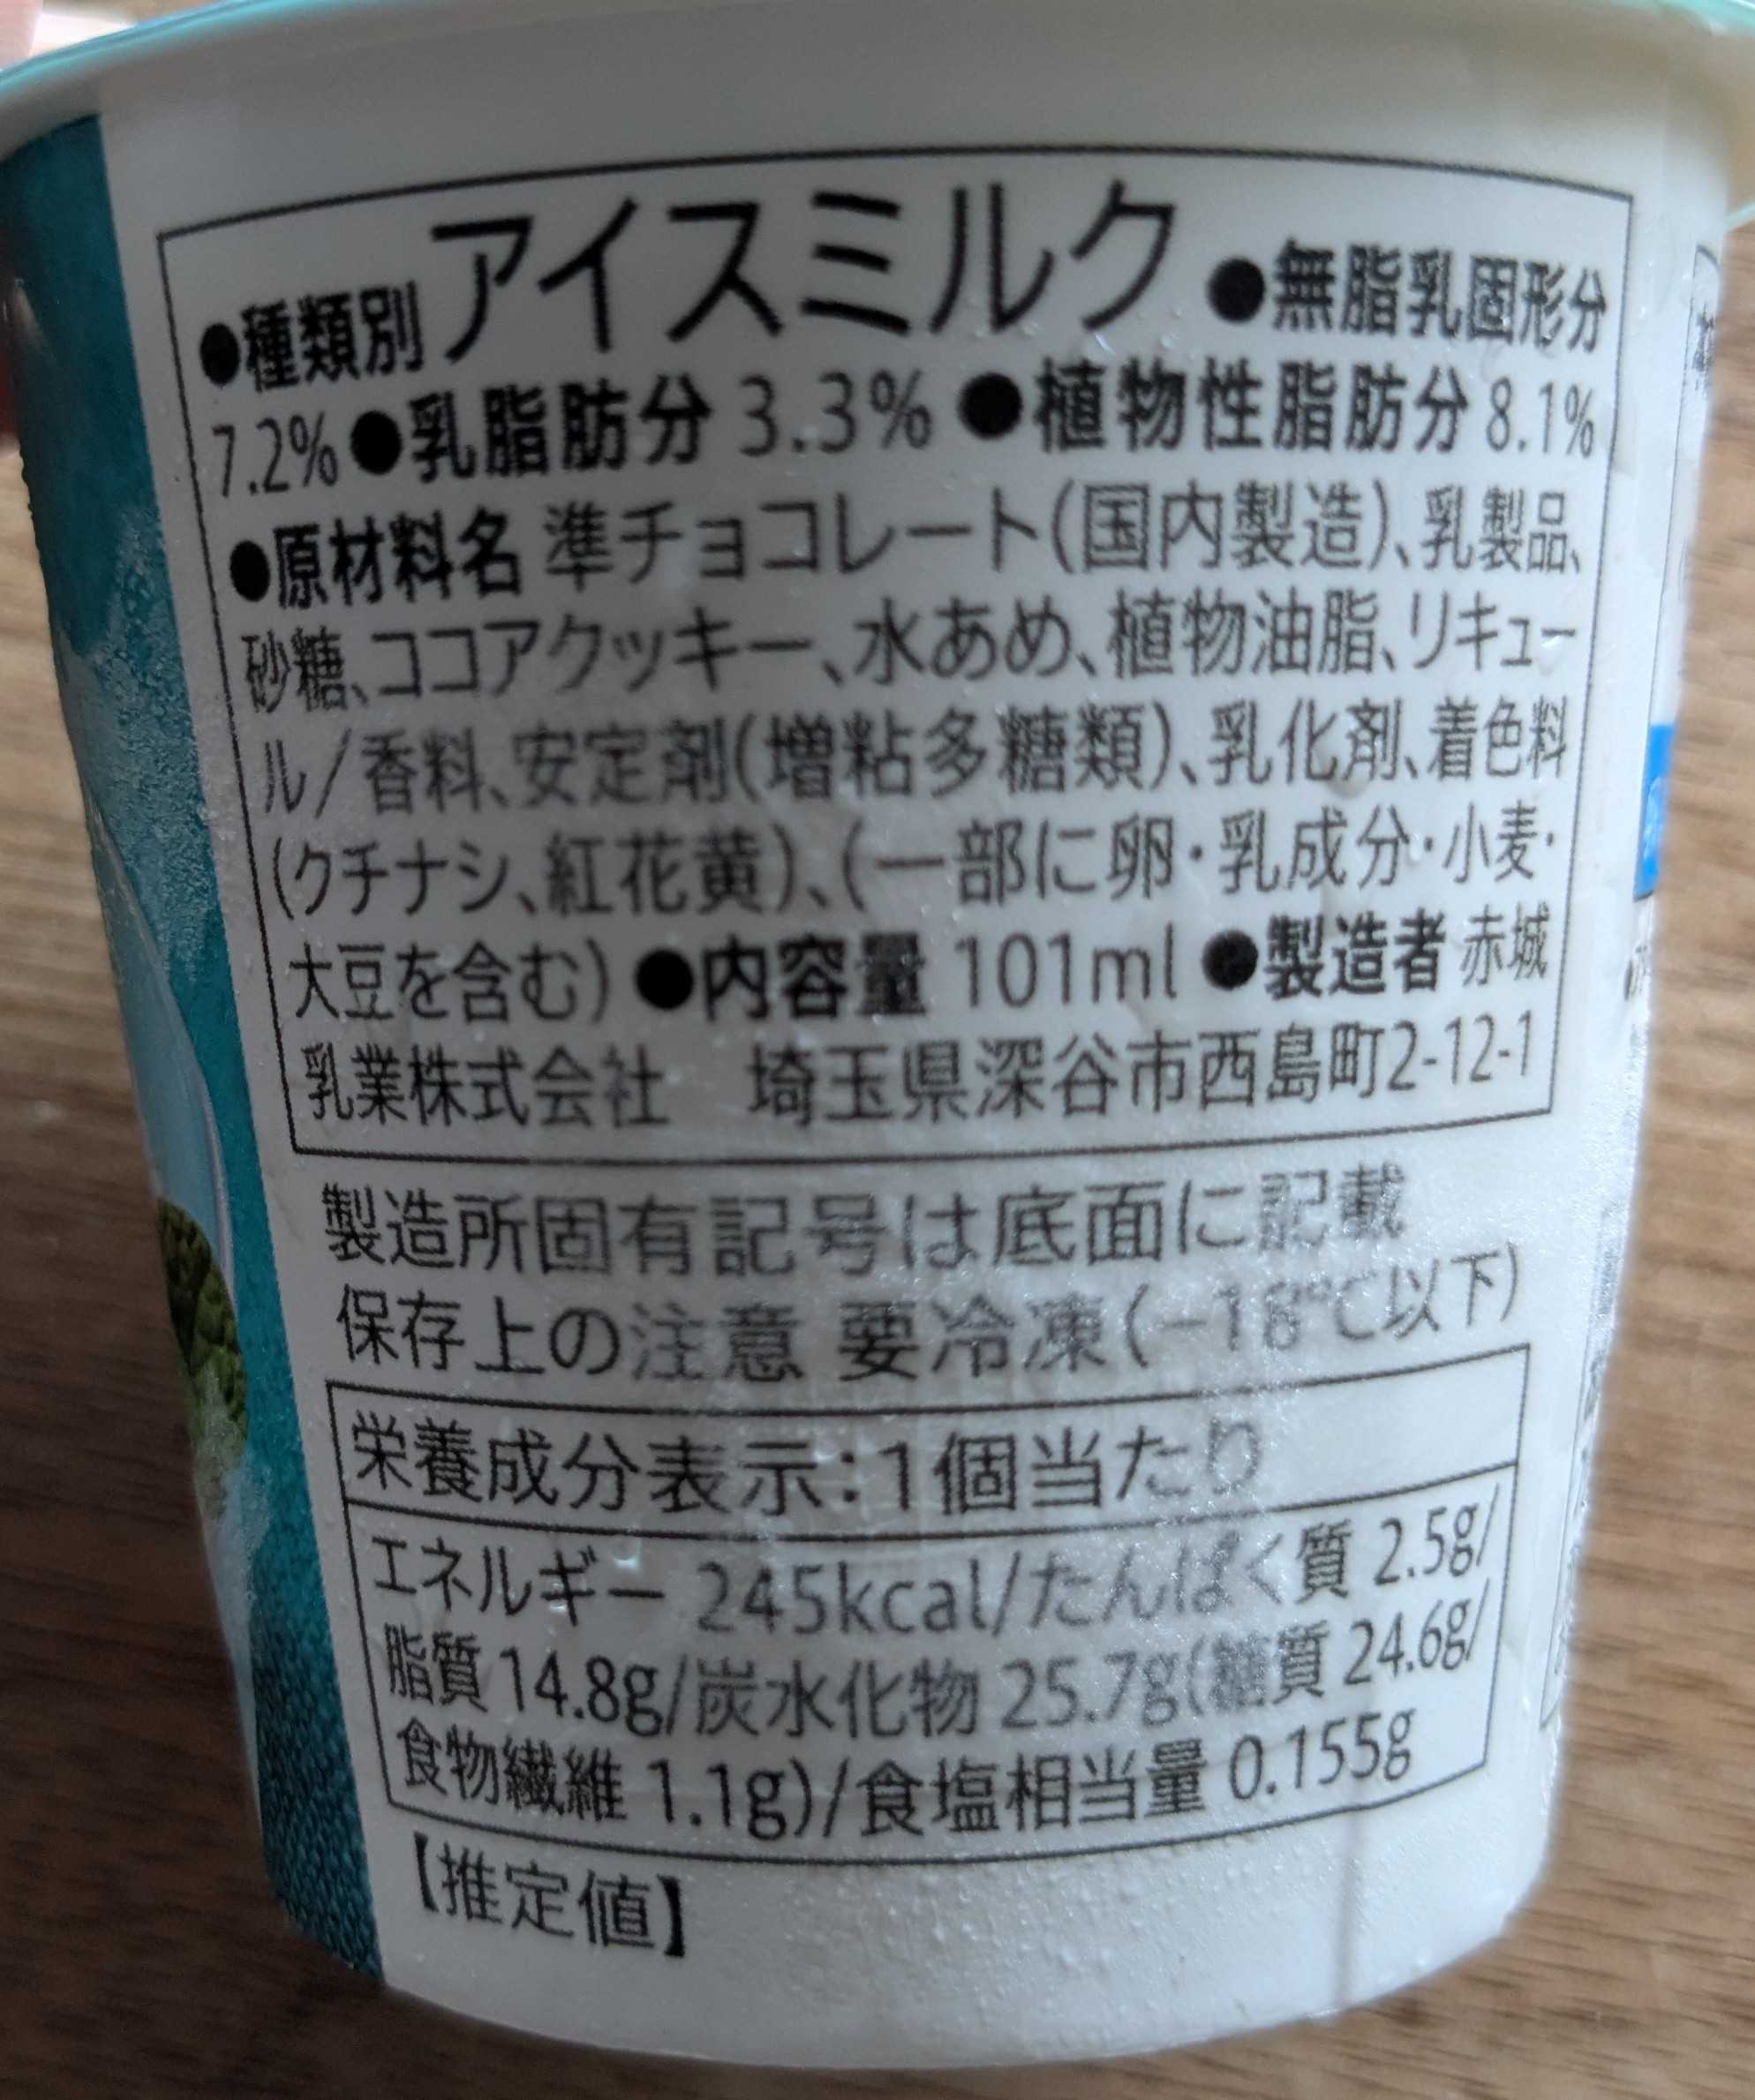 ●種類別 アイスミルク ●無脂乳固形分
7.2% ●乳脂肪分 3.3% ●植物性脂肪分 8.1%
●原材料名 準チョコレート(国内製造)、乳製品、
砂糖、ココアクッキー、水あめ、植物油脂、リキュー
ル/香料、安定剤(増粘多糖類)、乳化剤、着色料
(クチナシ、紅花黄)、(一部に卵・乳成分・小麦・
大豆を含む) ●内容量 101ml ●製造者 赤城
乳業株式会社 埼玉県深谷市西島町2-12-1
製造所固有記号は底面に記載
保存上の注意 要冷凍(-18℃以下)
栄養成分表示:1個当たり
エネルギー 245kcal/たんぱく質 2.5g/
脂質 14.8g/炭水化物 25.7g(糖質 24.6g/
食物繊維 1.1g)/食塩相当量 0.155g
【推定値】